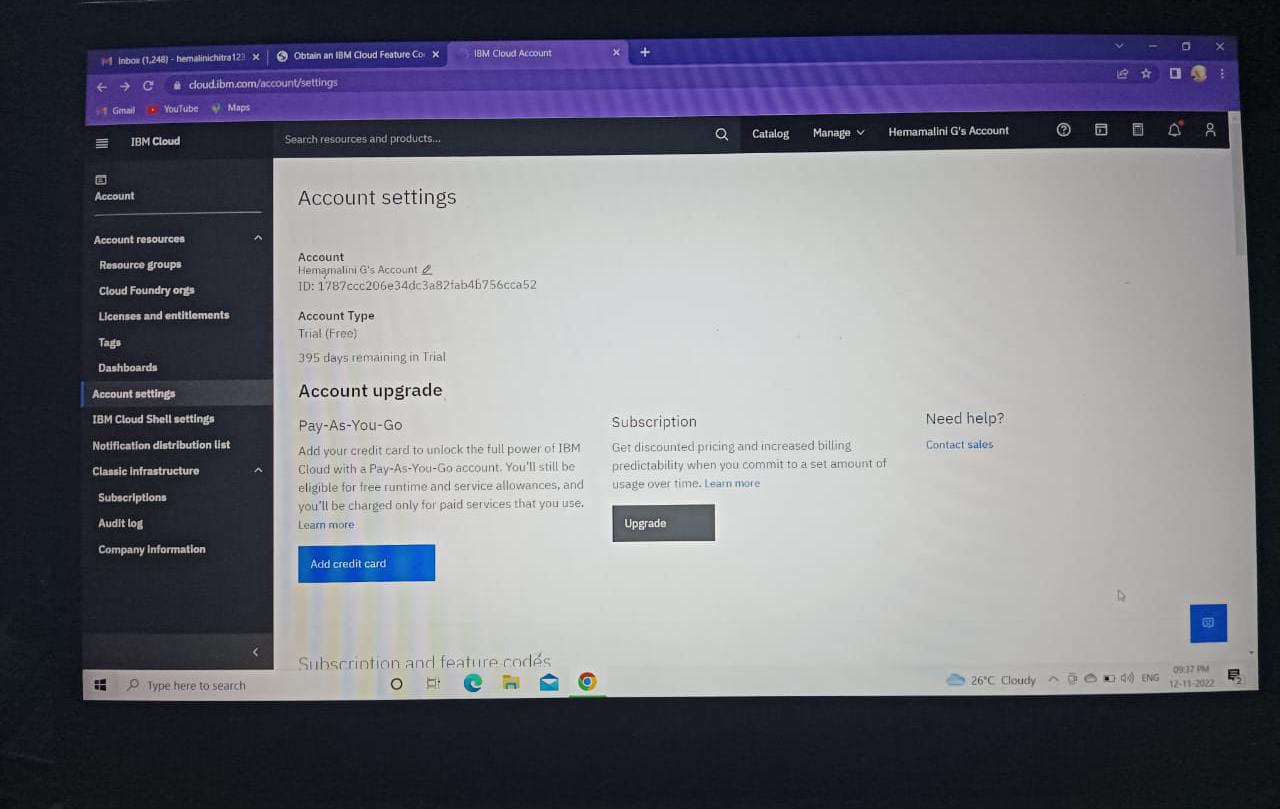 Inbox (1,248) - hemalinichitra123
Obtain an IBM Cloud Feature Co
IBM Cloud Account
cloud.ibm.com/account/settings
Gmail YouTube Maps
IBM Cloud
Search resources and products...
Catalog Manage Hemamalini G's Account
Account
Account resources
Resource groups
Cloud Foundry orgs
Licenses and entitlements
Tags
Dashboards
Account settings
IBM Cloud Shell settings
Notification distribution list
Classic infrastructure
Subscriptions
Audit log
Company information
Account settings
Account
Hemamalini G's Account
ID: 1787ccc206e34dc3a82fab4b756cca52
Account Type
Trial (Free)
395 days remaining in Trial
Account upgrade
Pay-As-You-Go
Add your credit card to unlock the full power of IBM
Cloud with a Pay-As-You-Go account. You'll still be
eligible for free runtime and service allowances, and
you'll be charged only for paid services that you use.
Learn more
Add credit card
Subscription
Get discounted pricing and increased billing
predictability when you commit to a set amount of
usage over time. Learn more
Upgrade
Need help?
Contact sales
Subscription and feature codes
Type here to search
26°C Cloudy
ENG
09:37 PM
12-11-2022
2